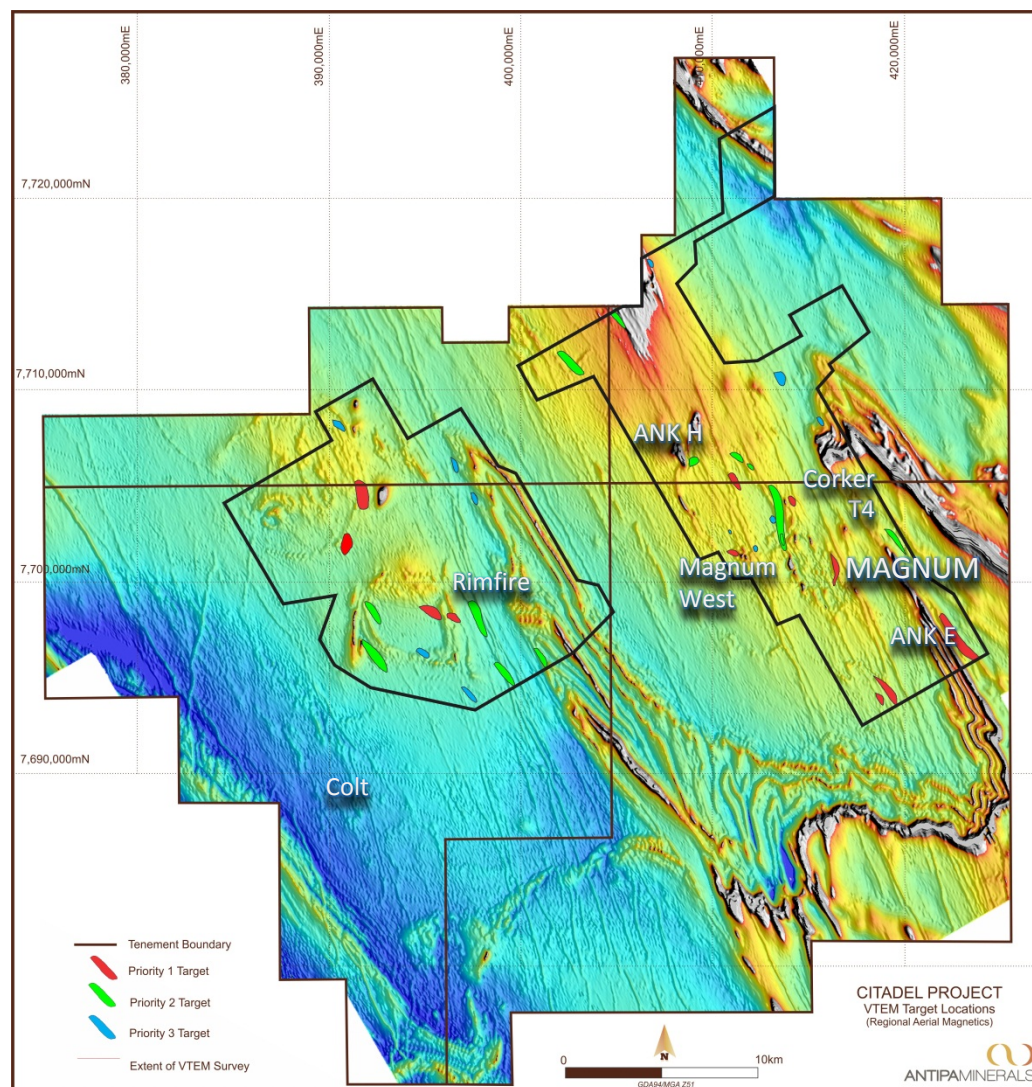 380,000mE
390,000mE
400,000mE
420,000mE
7,720,000mN
7,710,000mN
ANK H
Corker
T4
7,700,000mN
Rimfire
Magnum
West
MAGNUM
ANK E
7,690,000mN
Colt
Tenement Boundary
Priority 1 Target
Priority 2 Target
Priority 3 Target
Extent of VTEM Survey
CITADEL PROJECT
VTEM Target Locations
(Regional Aerial Magnetics)
N
0 10km
GDA94/MGA Z51
ANTIPAMINERALS